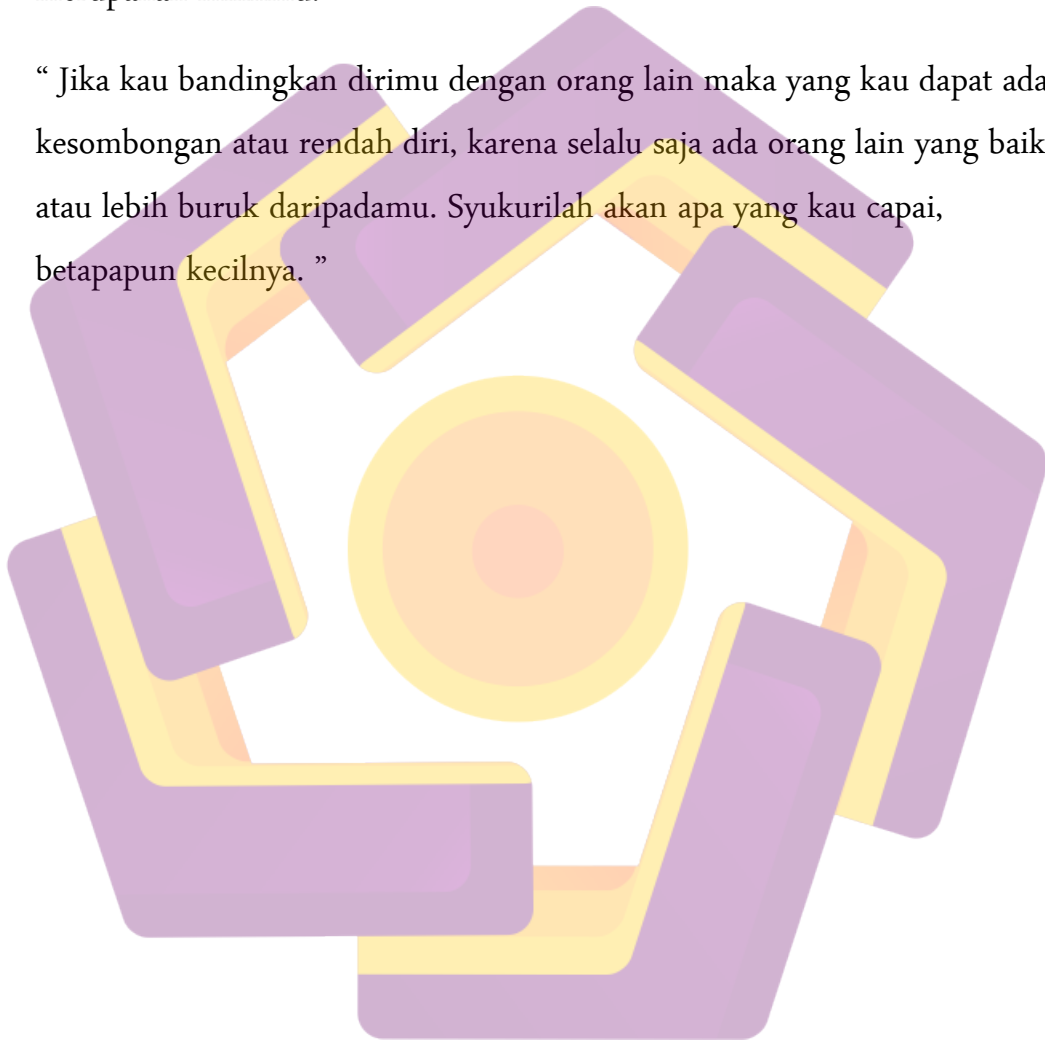 “ Jika kau bandingkan dirimu dengan orang lain maka yang kau dapat ada
kesombongan atau rendah diri, karena selalu saja ada orang lain yang baik
atau lebih buruk daripadamu. Syukurilah akan apa yang kau capai,
betapapun kecilnya. ”